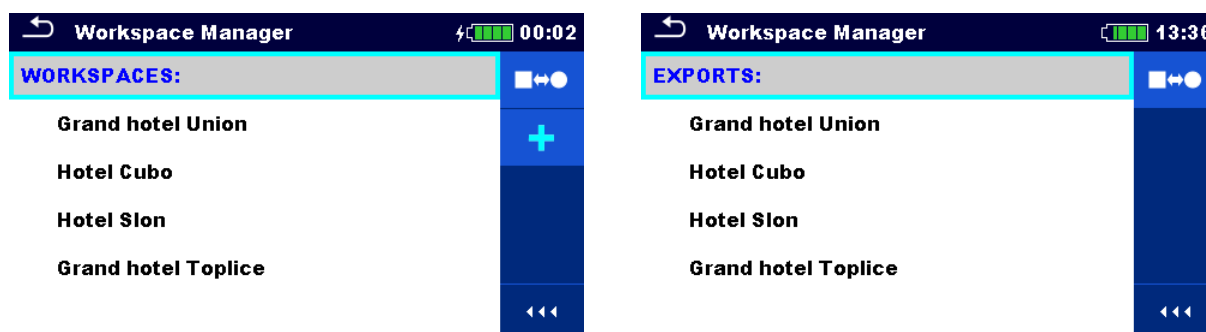 Workspace Manager 00:02
WORKSPACES:
Grand hotel Union
Hotel Cubo
Hotel Slon
Grand hotel Toplice
Workspace Manager 13:36
EXPORTS:
Grand hotel Union
Hotel Cubo
Hotel Slon
Grand hotel Toplice